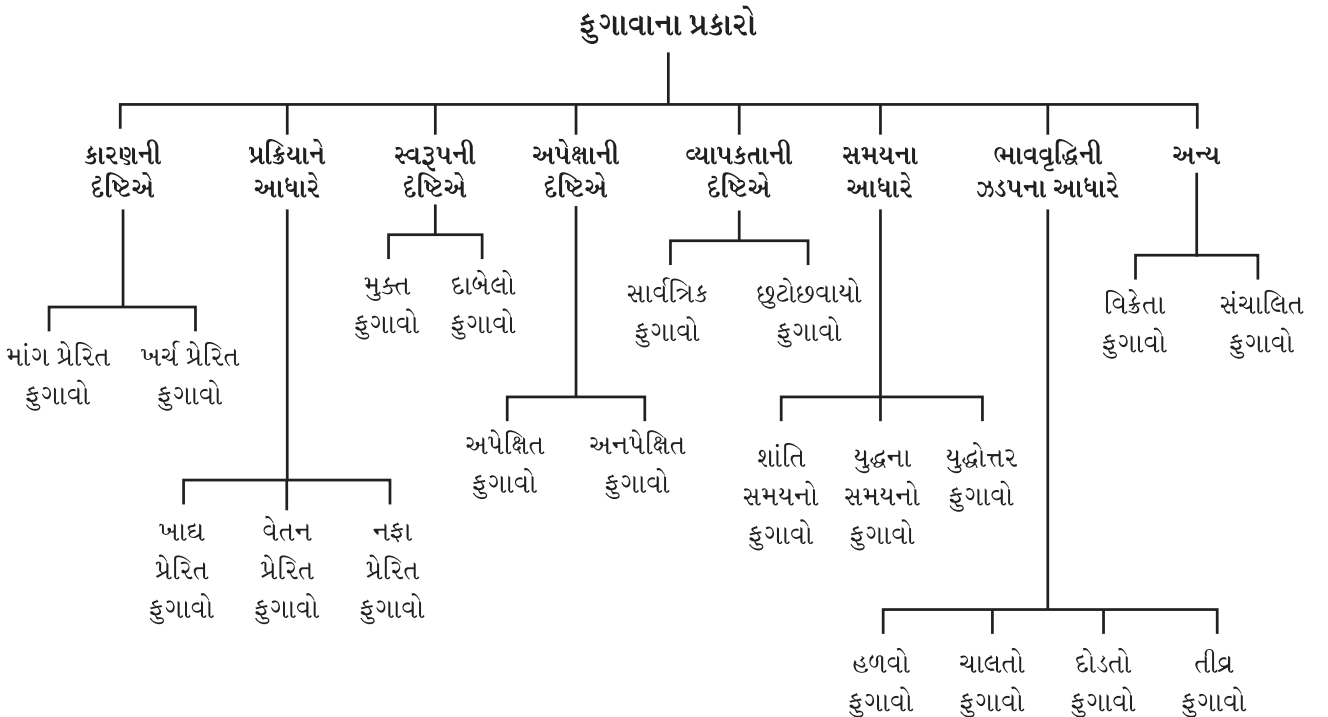 ફુગાવાના પ્રકારો
કારણની
દૃષ્ટિએ
પ્રક્રિયાને
આધારે
સ્વરૂપની
દૃષ્ટિએ
અપેક્ષાની
દૃષ્ટિએ
વ્યાપકતાની
દૃષ્ટિએ
સમયના
આધારે
ભાવવૃદ્ધિની
ઝડપના આધારે
અન્ય
માંગ પ્રેરિત
ફુગાવો
ખર્ચ પ્રેરિત
ફુગાવો
ખાદ્ય
પ્રેરિત
ફુગાવો
વેતન
પ્રેરિત
ફુગાવો
નફા
પ્રેરિત
ફુગાવો
મુક્ત
ફુગાવો
દાબેલો
ફુગાવો
અપેક્ષિત
ફુગાવો
અનપેક્ષિત
ફુગાવો
સાર્વત્રિક
ફુગાવો
છુટોછવાયો
ફુગાવો
શાંતિ
સમયનો
ફુગાવો
યુદ્ધના
સમયનો
ફુગાવો
યુદ્ધોત્તર
ફુગાવો
હળવો
ફુગાવો
ચાલતો
ફુગાવો
દોડતો
ફુગાવો
તીવ્ર
ફુગાવો
વિક્રેતા
ફુગાવો
સંચાલિત
ફુગાવો